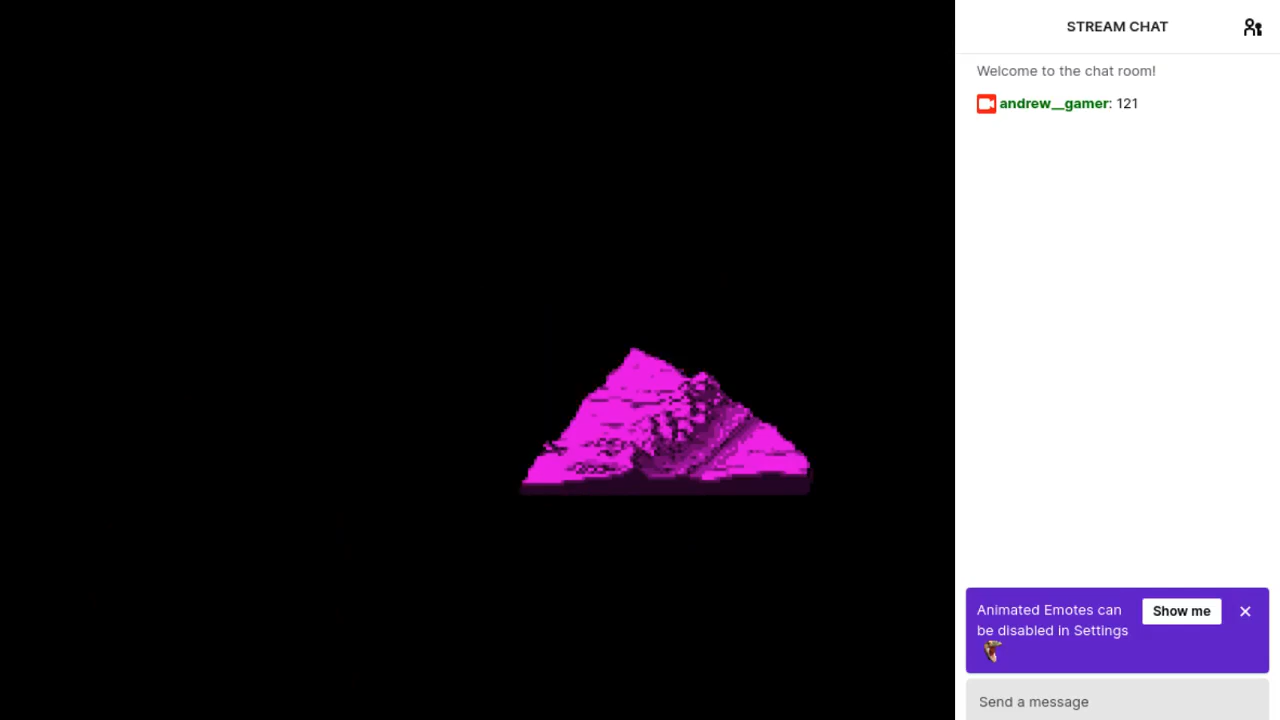 STREAM CHAT
Welcome to the chat room!
andrew__gamer: 121
Animated Emotes can
be disabled in Settings
Show me
Send a message